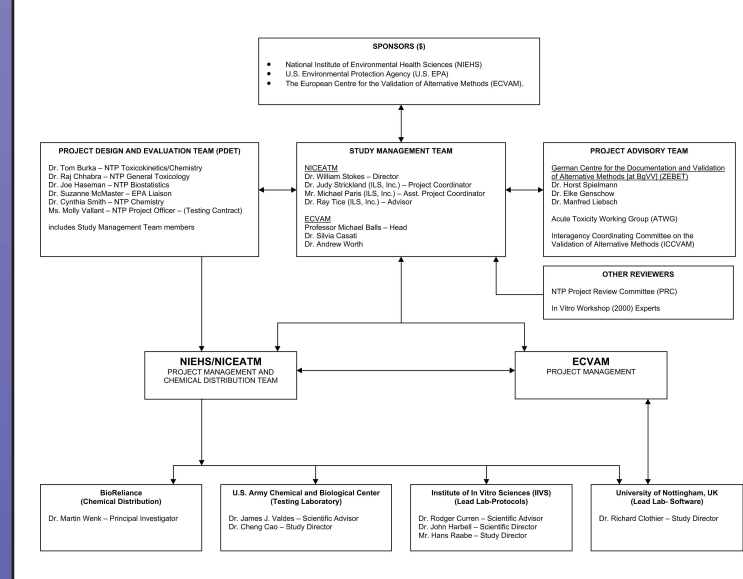 SPONSORS ($)
• National Institute of Environmental Health Sciences (NIEHS)
• U.S. Environmental Protection Agency (U.S. EPA)
• The European Centre for the Validation of Alternative Methods (ECVAM).
PROJECT DESIGN AND EVALUATION TEAM (PDET)
Dr. Tom Burka – NTP Toxicokinetics/Chemistry
Dr. Raj Chhabra – NTP General Toxicology
Dr. Joe Haseman – NTP Biostatistics
Dr. Suzanne McMaster – EPA Liaison
Dr. Cynthia Smith – NTP Chemistry
Ms. Molly Vallant – NTP Project Officer – (Testing Contract)
includes Study Management Team members
STUDY MANAGEMENT TEAM
NICEATM
Dr. William Stokes – Director
Dr. Judy Strickland (ILS, Inc.) – Project Coordinator
Mr. Michael Paris (ILS, Inc.) – Asst. Project Coordinator
Dr. Ray Tice (ILS, Inc.) – Advisor
ECVAM
Professor Michael Balls – Head
Dr. Silvia Casati
Dr. Andrew Worth
PROJECT ADVISORY TEAM
German Centre for the Documentation and Validation
of Alternative Methods [at BgVV] (ZEBET)
Dr. Horst Spielmann
Dr. Elke Genschow
Dr. Manfred Liebsch
Acute Toxicity Working Group (ATWG)
Interagency Coordinating Committee on the
Validation of Alternative Methods (ICCVAM)
OTHER REVIEWERS
NTP Project Review Committee (PRC)
In Vitro Workshop (2000) Experts
NIEHS/NICEATM
PROJECT MANAGEMENT AND
CHEMICAL DISTRIBUTION TEAM
ECVAM
PROJECT MANAGEMENT
BioReliance
(Chemical Distribution)
Dr. Martin Wenk – Principal Investigator
U.S. Army Chemical and Biological Center
(Testing Laboratory)
Dr. James J. Valdes – Scientific Advisor
Dr. Cheng Cao – Study Director
Institute of In Vitro Sciences (IIVS)
(Lead Lab-Protocols)
Dr. Rodger Curren – Scientific Advisor
Dr. John Harbell – Scientific Director
Mr. Hans Raabe – Study Director
University of Nottingham, UK
(Lead Lab- Software)
Dr. Richard Clothier – Study Director